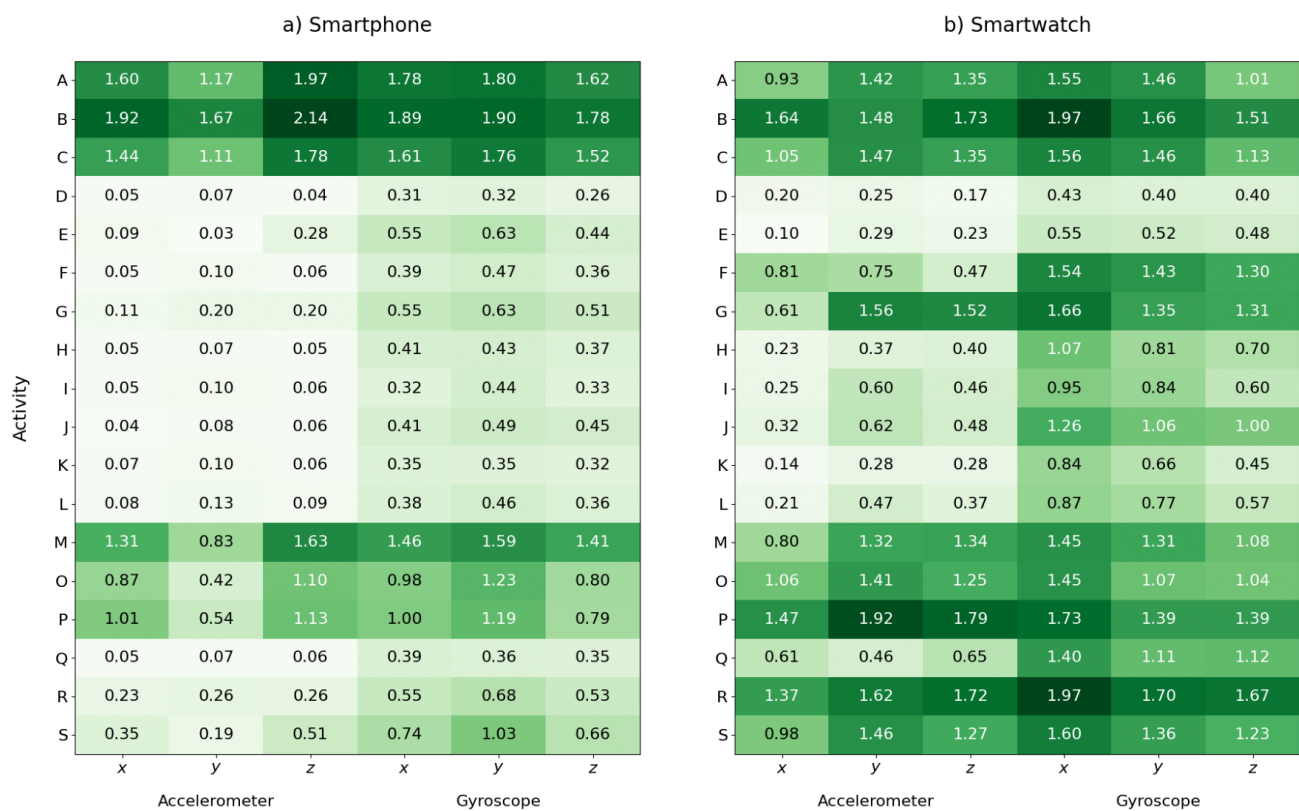 a) Smartphone b) Smartwatch
A 1.60 1.17 1.97 1.78 1.80 1.62 A 0.93 1.42 1.35 1.55 1.46 1.01
B 1.92 1.67 2.14 1.89 1.90 1.78 B 1.64 1.48 1.73 1.97 1.66 1.51
C 1.44 1.11 1.78 1.61 1.76 1.52 C 1.05 1.47 1.35 1.56 1.46 1.13
D 0.05 0.07 0.04 0.31 0.32 0.26 D 0.20 0.25 0.17 0.43 0.40 0.40
E 0.09 0.03 0.28 0.55 0.63 0.44 E 0.10 0.29 0.23 0.55 0.52 0.48
F 0.05 0.10 0.06 0.39 0.47 0.36 F 0.81 0.75 0.47 1.54 1.43 1.30
G 0.11 0.20 0.20 0.55 0.63 0.51 G 0.61 1.56 1.52 1.66 1.35 1.31
H 0.05 0.07 0.05 0.41 0.43 0.37 H 0.23 0.37 0.40 1.07 0.81 0.70
I 0.05 0.10 0.06 0.32 0.44 0.33 I 0.25 0.60 0.46 0.95 0.84 0.60
Activity
J 0.04 0.08 0.06 0.41 0.49 0.45 J 0.32 0.62 0.48 1.26 1.06 1.00
K 0.07 0.10 0.06 0.35 0.35 0.32 K 0.14 0.28 0.28 0.84 0.66 0.45
L 0.08 0.13 0.09 0.38 0.46 0.36 L 0.21 0.47 0.37 0.87 0.77 0.57
M 1.31 0.83 1.63 1.46 1.59 1.41 M 0.80 1.32 1.34 1.45 1.31 1.08
O 0.87 0.42 1.10 0.98 1.23 0.80 O 1.06 1.41 1.25 1.45 1.07 1.04
P 1.01 0.54 1.13 1.00 1.19 0.79 P 1.47 1.92 1.79 1.73 1.39 1.39
Q 0.05 0.07 0.06 0.39 0.36 0.35 Q 0.61 0.46 0.65 1.40 1.11 1.12
R 0.23 0.26 0.26 0.55 0.68 0.53 R 1.37 1.62 1.72 1.97 1.70 1.67
S 0.35 0.19 0.51 0.74 1.03 0.66 S 0.98 1.46 1.27 1.60 1.36 1.23
x y z x y z x y z x y z
Accelerometer Gyroscope Accelerometer Gyroscope